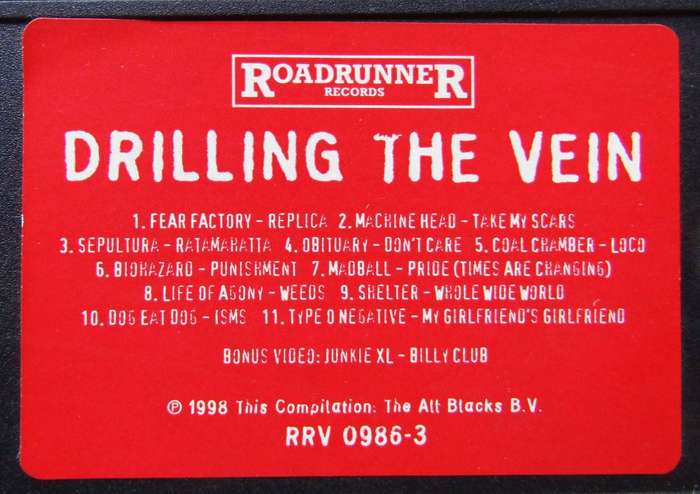 ROADRUNNER
RECORDS
DRILLING THE VEIN
1. FEAR FACTORY - REPLICA 2. MACHINE HEAD - TAKE MY SCARS
3. SEPULTURA - RATAMAHATTA 4. OBITUARY - DON'T CARE 5. COAL CHAMBER - LOCO
6. BIOHAZARD - PUNISHMENT 7. MADBALL - PRIDE (TIMES ARE CHANGING)
8. LIFE OF AGONY - WEEDS 9. SHELTER - WHOLE WIDE WORLD
10. DOG EAT DOG - ISMS 11. TYPE O NEGATIVE - MY GIRLFRIEND'S GIRLFRIEND
BONUS VIDEO: JUNKIE XL - BILLY CLUB
℗ 1998 This Compilation: The All Blacks B.V.
RRV 0986-3